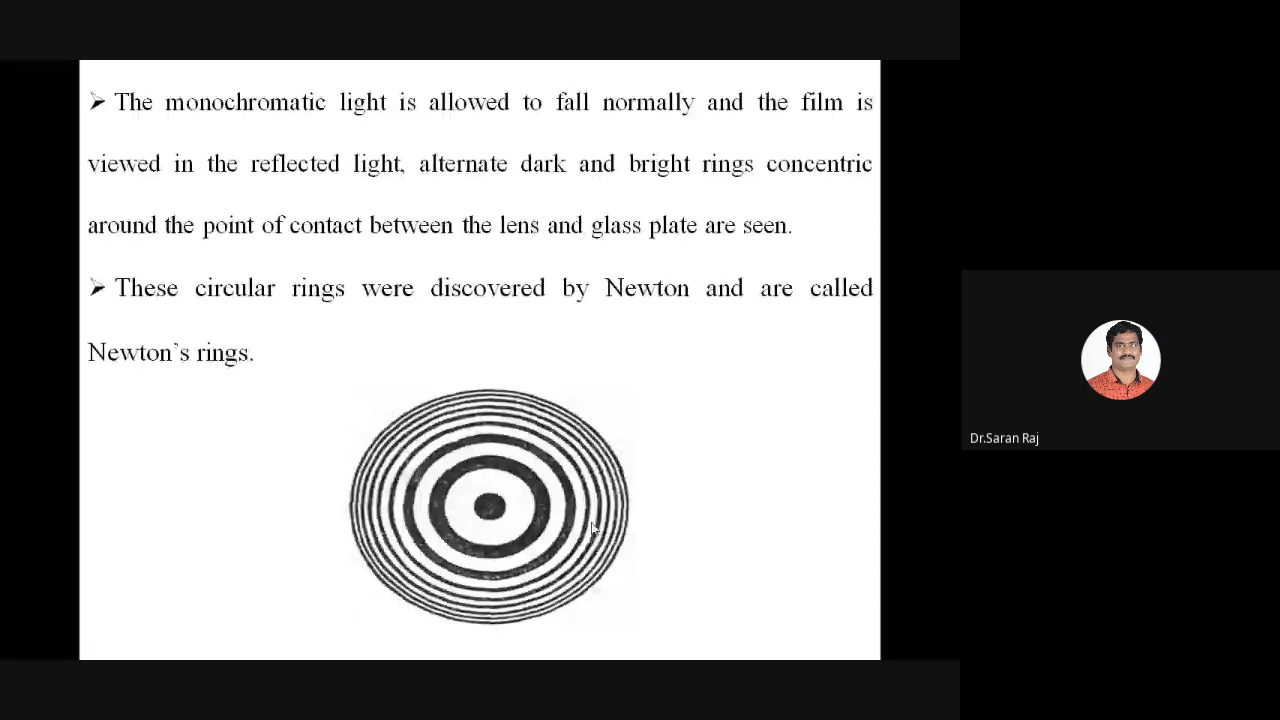 ➢ The monochromatic light is allowed to fall normally and the film is
viewed in the reflected light, alternate dark and bright rings concentric
around the point of contact between the lens and glass plate are seen.
➢ These circular rings were discovered by Newton and are called
Newton`s rings.
Dr.Saran Raj